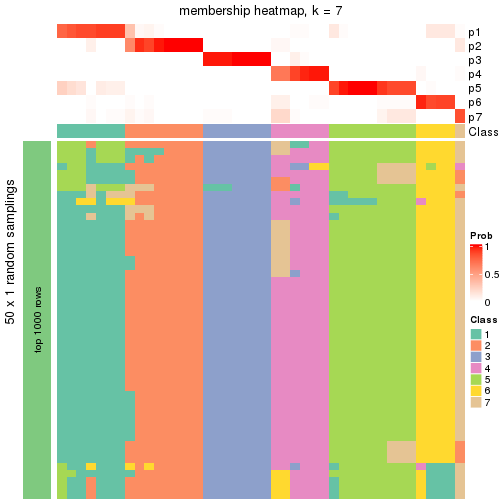 membership heatmap, k = 7
p1
p2
p3
p4
p5
p6
p7
Class
50 x 1 random samplings
top 1000 rows
Prob
1
0.5
0
Class
1
2
3
4
5
6
7